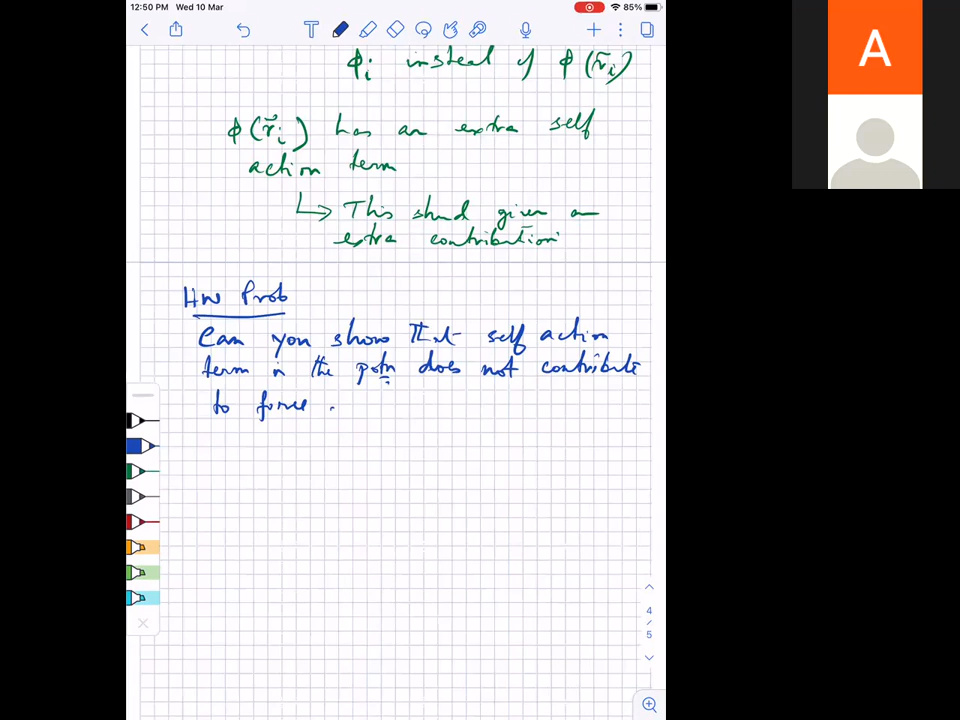 12:50 PM Wed 10 Mar
85%
T
A
ϕi instead of ϕ(r̄i)
ϕ(r⃗i) has an extra self
action term
↳ This shud given an
extra contribution
HW Prob
Can you show that self action
term in the potn does not contribute
to force.
4
/
5